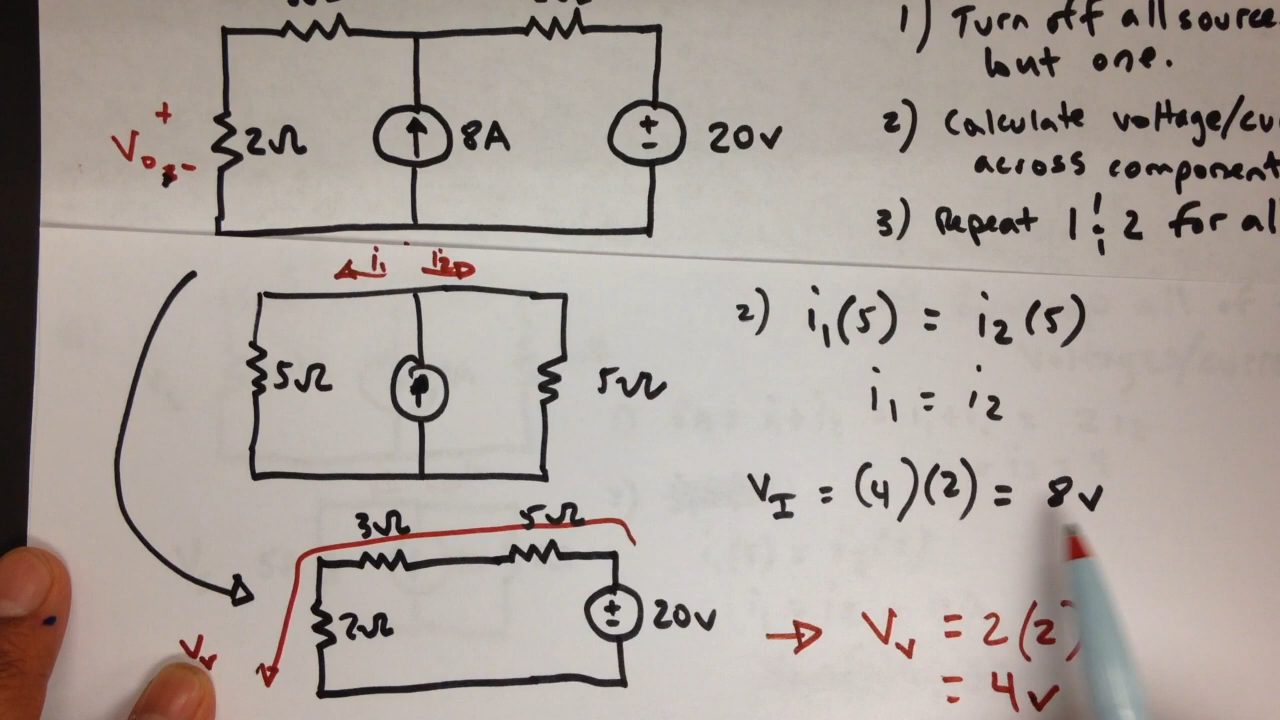 1) Turn off all source
but one.
2) Calculate voltage/cu
across component
3) Repeat 1 & 2 for al
+
Vo
-
2Ω
8A
+
-
20V
i1 i2
5Ω
5Ω
2) i1(5) = i2(5)
i1 = i2
VI = (4)(2) = 8V
3Ω
5Ω
2Ω
+
-
20V
Vv
→ Vv = 2(2)
= 4V